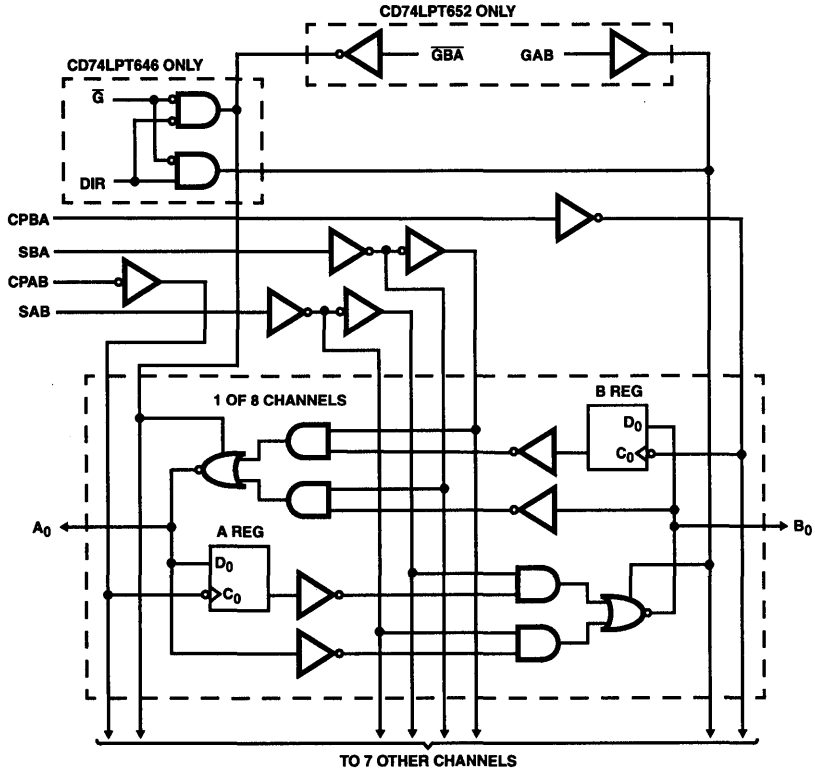 CD74LPT652 ONLY
G̅B̅A̅
GAB
CD74LPT646 ONLY
G̅
DIR
CPBA
SBA
CPAB
SAB
1 OF 8 CHANNELS
B REG
D₀
C₀
A₀
B₀
A REG
D₀
C₀
TO 7 OTHER CHANNELS